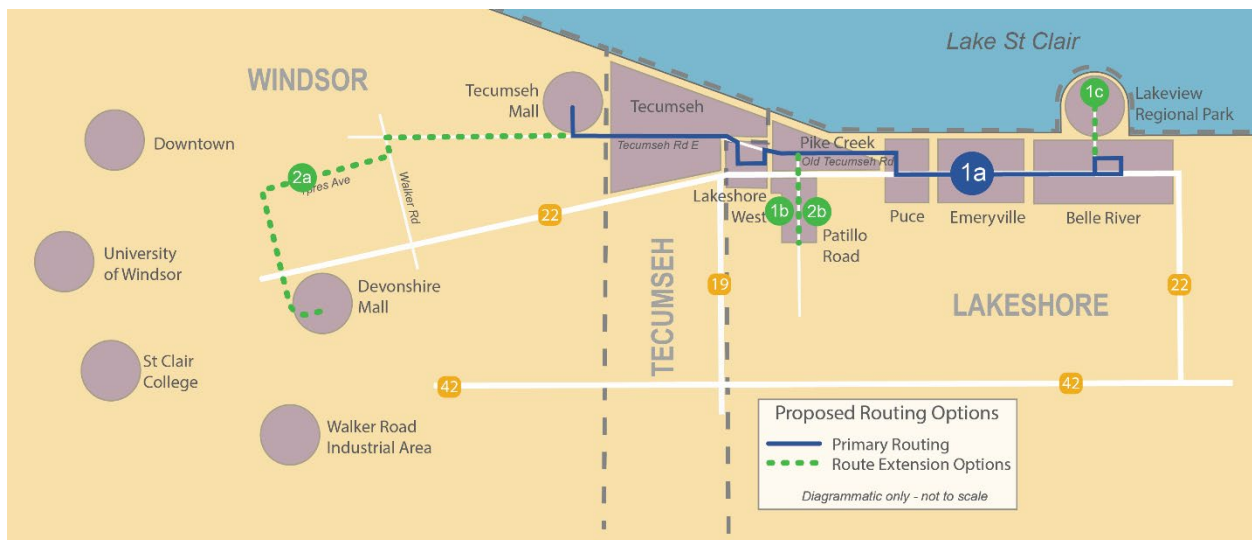 Lake St Clair
WINDSOR
Tecumseh
Mall
Tecumseh
1c
Lakeview
Regional Park
Downtown
Tecumseh Rd E
Pike Creek
Old Tecumseh Rd
1a
2a
Ypres Ave
Walker Rd
22
Lakeshore
West
1b
2b
Patillo
Road
Puce
Emeryville
Belle River
University
of Windsor
Devonshire
Mall
TECUMSEH
19
LAKESHORE
22
St Clair
College
42
42
Walker Road
Industrial Area
Proposed Routing Options
Primary Routing
Route Extension Options
Diagrammatic only - not to scale